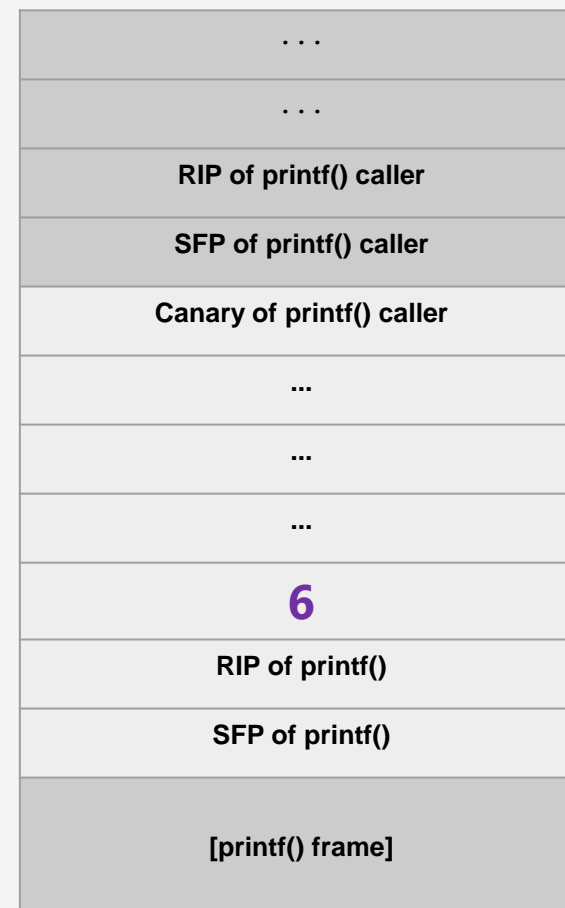 . . .
. . .
RIP of printf() caller
SFP of printf() caller
Canary of printf() caller
...
...
...
6
RIP of printf()
SFP of printf()
[printf() frame]